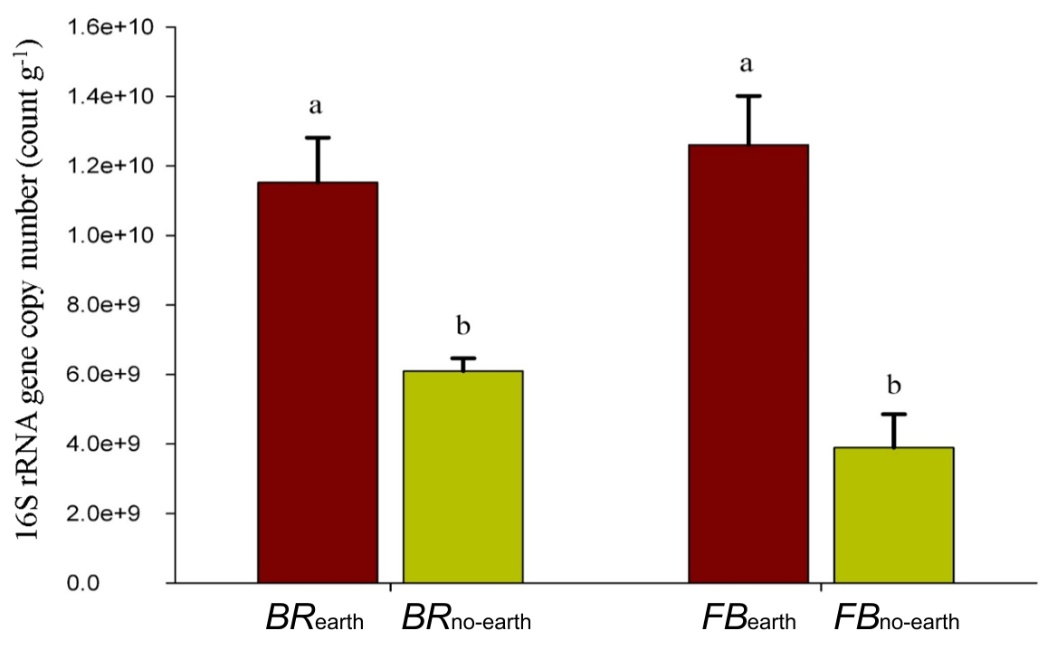 16S rRNA gene copy number (count g⁻¹)
1.6e+10
1.4e+10
1.2e+10
1.0e+10
8.0e+9
6.0e+9
4.0e+9
2.0e+9
0.0
a
b
a
b
BRearth
BRno-earth
FBearth
FBno-earth